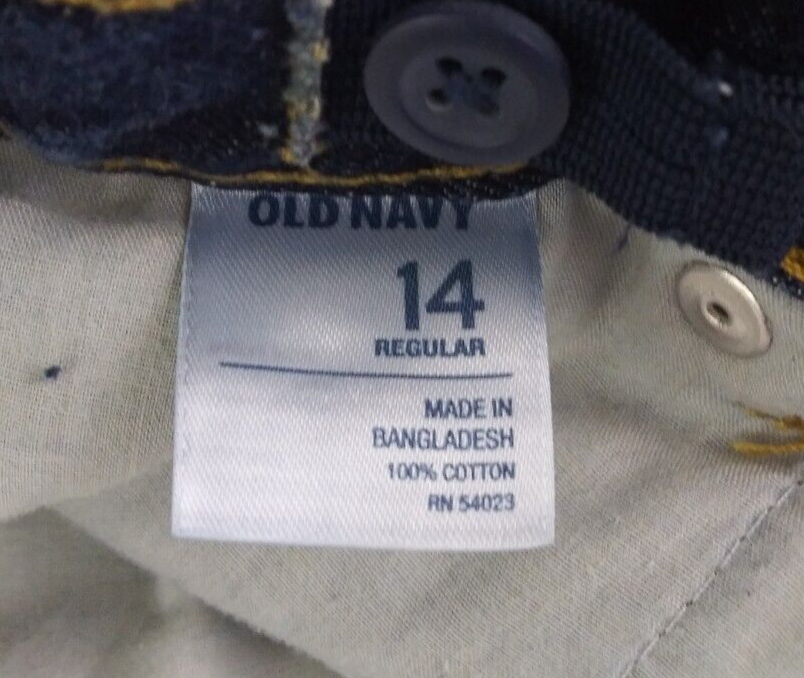 OLD NAVY
14
REGULAR
MADE IN
BANGLADESH
100% COTTON
RN 54023